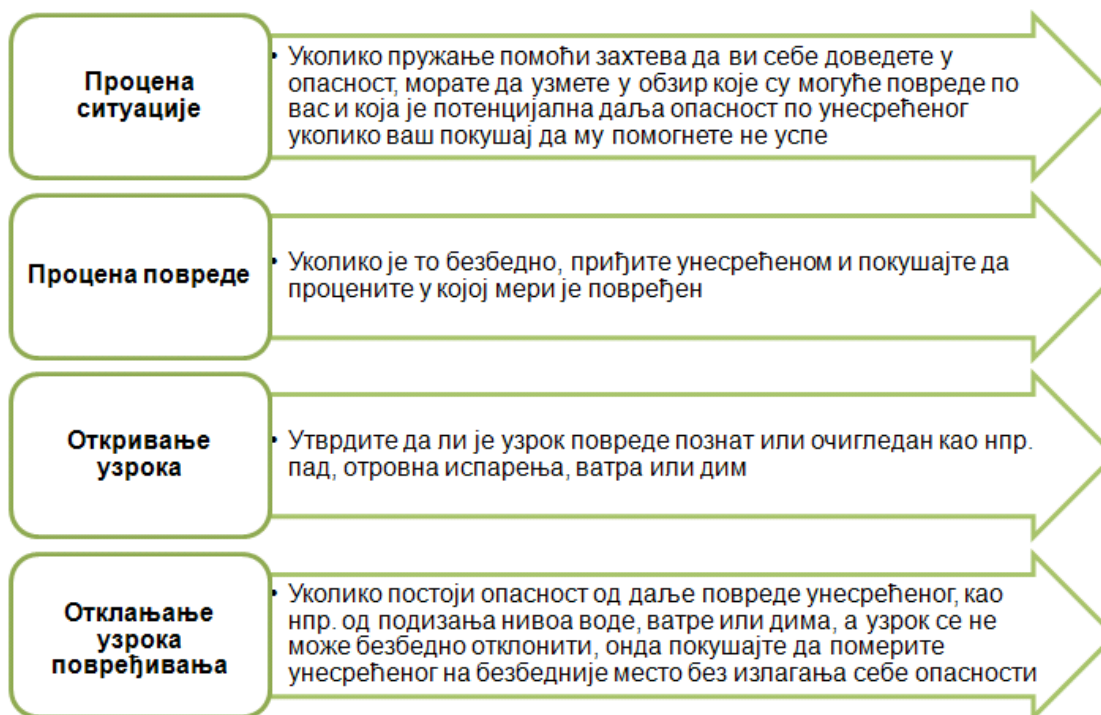 Процена
ситуације
• Уколико пружање помоћи захтева да ви себе доведете у
опасност, морате да узмете у обзир које су могуће повреде по
вас и која је потенцијална даља опасност по унесрећеног
уколико ваш покушај да му помогнете не успе
Процена повреде
• Уколико је то безбедно, приђите унесрећеном и покушајте да
процените у којој мери је повређен
Откривање
узрока
• Утврдите да ли је узрок повреде познат или очигледан као нпр.
пад, отровна испарења, ватра или дим
Отклањање
узрока
повређивања
• Уколико постоји опасност од даље повреде унесрећеног, као
нпр. од подизања нивоа воде, ватре или дима, а узрок се не
може безбедно отклонити, онда покушајте да померите
унесрећеног на безбедније место без излагања себе опасности